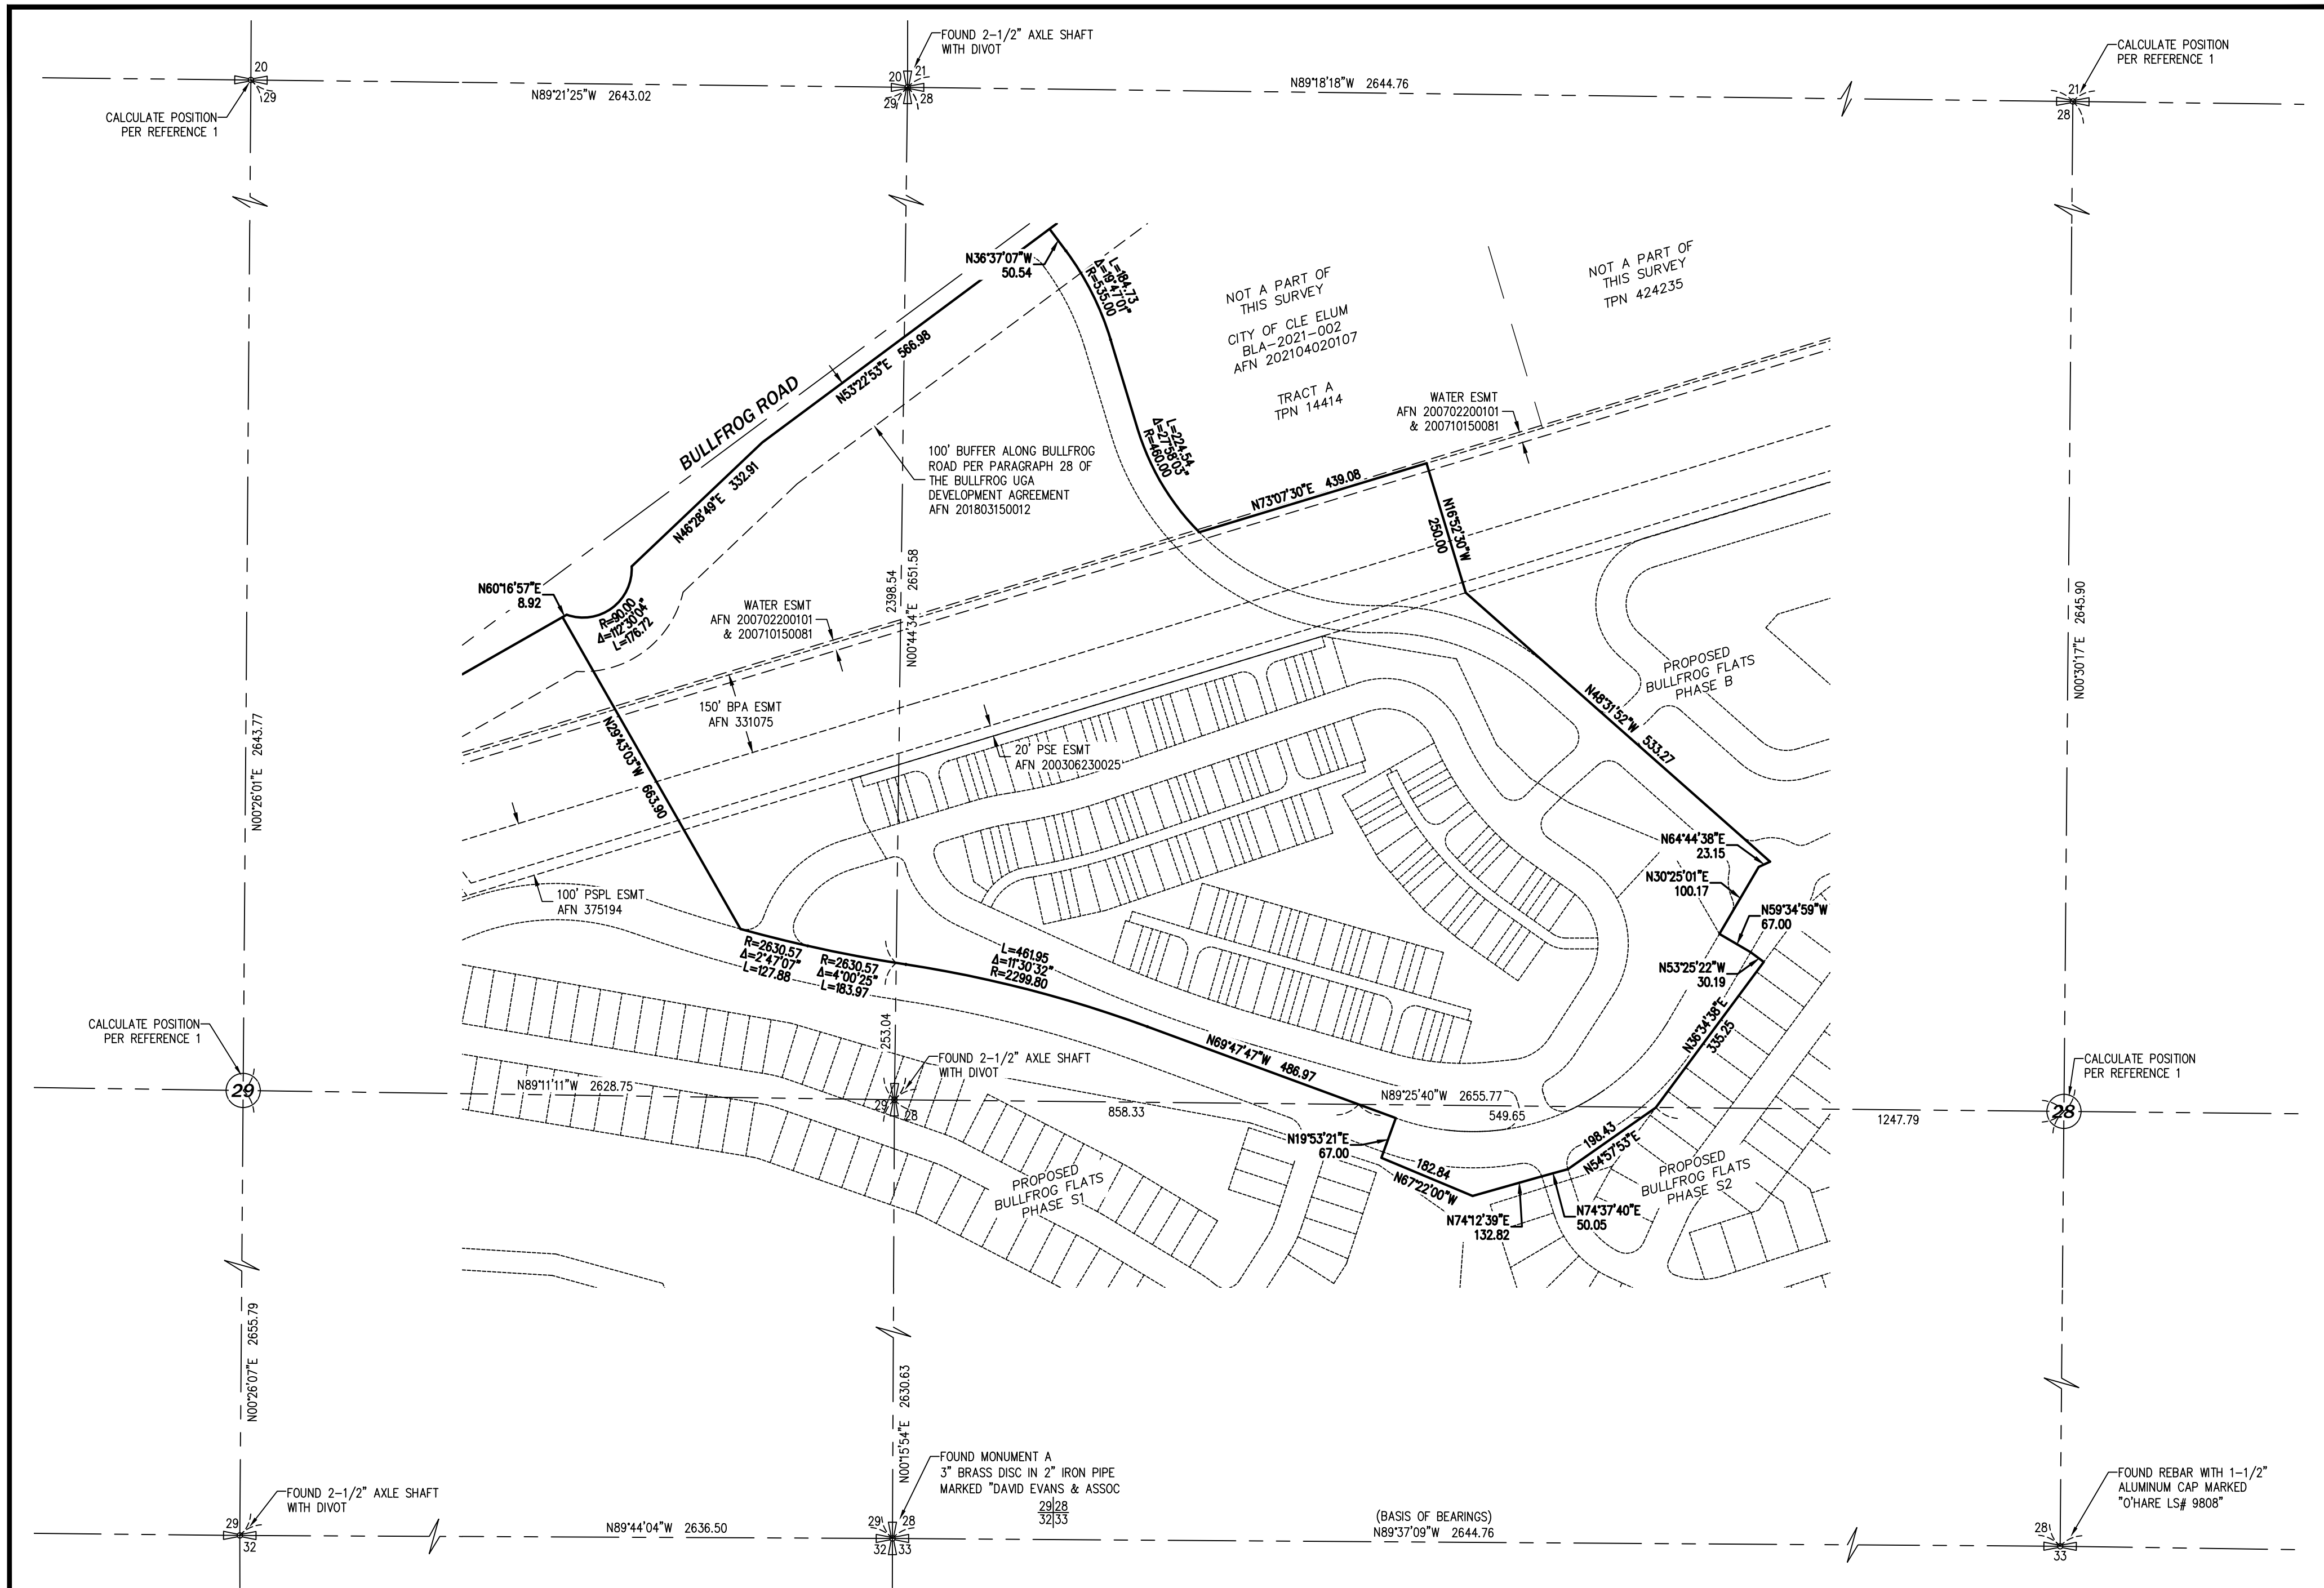 FOUND 2-1/2" AXLE SHAFT
WITH DIVOT
CALCULATE POSITION
PER REFERENCE 1
20
29
20 21
29 28
21
28
N89°21'25"W 2643.02
N89°18'18"W 2644.76
CALCULATE POSITION
PER REFERENCE 1
N36°37'07"W
50.54
L=184.73
Δ=19°47'01"
R=535.00
NOT A PART OF
THIS SURVEY
CITY OF CLE ELUM
BLA-2021-002
AFN 202104020107
TRACT A
TPN 14414
NOT A PART OF
THIS SURVEY
TPN 424235
BULLFROG ROAD
N53°22'53"E 566.98
WATER ESMT
AFN 200702200101
& 200710150081
L=224.54
Δ=27°58'03"
R=460.00
100' BUFFER ALONG BULLFROG
ROAD PER PARAGRAPH 28 OF
THE BULLFROG UGA
DEVELOPMENT AGREEMENT
AFN 201803150012
N46°28'49"E 332.91
N73°07'30"E 439.08
N16°52'30"W
250.00
N60°16'57"E
8.92
R=90.00
Δ=112°30'04"
L=176.72
WATER ESMT
AFN 200702200101
& 200710150081
2398.54
N00°44'34"E 2651.58
N00°30'17"E 2645.90
PROPOSED
BULLFROG FLATS
PHASE B
N00°26'01"E 2643.77
N29°43'03"W 663.90
150' BPA ESMT
AFN 331075
20' PSE ESMT
AFN 200306230025
N48°31'52"W 533.27
N64°44'38"E
23.15
N30°25'01"E
100.17
100' PSPL ESMT
AFN 375194
N59°34'59"W
67.00
R=2630.57
Δ=2°47'07"
L=127.88
R=2630.57
Δ=4°00'25"
L=183.97
L=461.95
Δ=11°30'32"
R=2299.80
N53°25'22"W
30.19
N36°34'38"E
335.25
CALCULATE POSITION
PER REFERENCE 1
29
2553.04
FOUND 2-1/2" AXLE SHAFT
WITH DIVOT
N69°47'47"W 486.97
CALCULATE POSITION
PER REFERENCE 1
28
N89°11'11"W 2628.75
29
28
858.33
N89°25'40"W 2655.77
549.65
1247.79
N19°53'21"E
67.00
182.84
N67°22'00"W
198.43
N54°57'53"E
PROPOSED
BULLFROG FLATS
PHASE S1
PROPOSED
BULLFROG FLATS
PHASE S2
N74°12'39"E
132.82
N74°37'40"E
50.05
N00°26'07"E 2655.79
N00°15'54"E 2630.63
FOUND MONUMENT A
3" BRASS DISC IN 2" IRON PIPE
MARKED "DAVID EVANS & ASSOC
29|28
32|33
FOUND 2-1/2" AXLE SHAFT
WITH DIVOT
FOUND REBAR WITH 1-1/2"
ALUMINUM CAP MARKED
"O'HARE LS# 9808"
29
32
N89°44'04"W 2636.50
29 28
32 33
(BASIS OF BEARINGS)
N89°37'09"W 2644.76
28
33